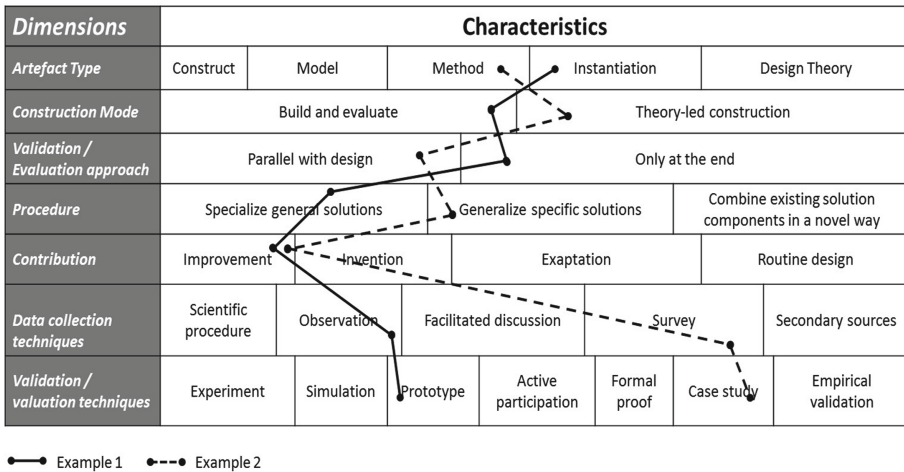 Dimensions Characteristics
Artefact Type Construct Model Method Instantiation Design Theory
Construction Mode Build and evaluate Theory-led construction
Validation /
Evaluation approach Parallel with design Only at the end
Procedure Specialize general solutions Generalize specific solutions Combine existing solution
components in a novel way
Contribution Improvement Invention Exaptation Routine design
Data collection
techniques Scientific
procedure Observation Facilitated discussion Survey Secondary sources
Validation /
valuation techniques Experiment Simulation Prototype Active
participation Formal
proof Case study Empirical
validation
Example 1 Example 2